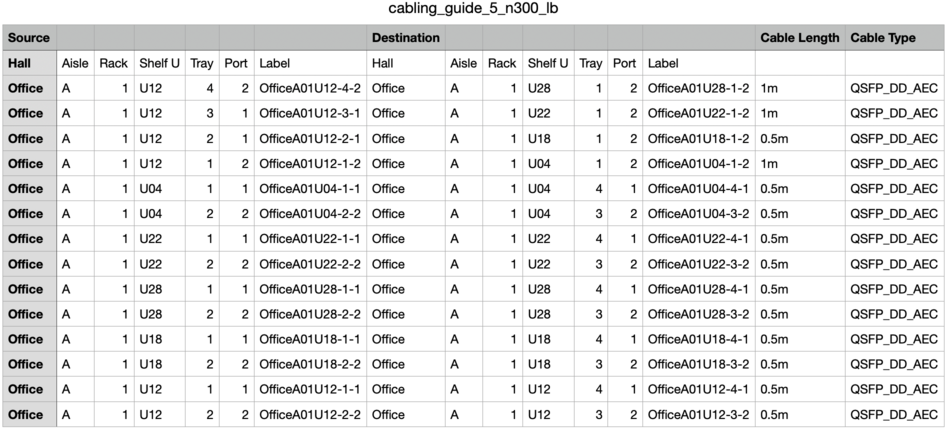 cabling_guide_5_n300_lb
Source Destination Cable Length Cable Type
Hall Aisle Rack Shelf U Tray Port Label Hall Aisle Rack Shelf U Tray Port Label
Office A 1 U12 4 2 OfficeA01U12-4-2 Office A 1 U28 1 2 OfficeA01U28-1-2 1m QSFP_DD_AEC
Office A 1 U12 3 1 OfficeA01U12-3-1 Office A 1 U22 1 2 OfficeA01U22-1-2 1m QSFP_DD_AEC
Office A 1 U12 2 1 OfficeA01U12-2-1 Office A 1 U18 1 2 OfficeA01U18-1-2 0.5m QSFP_DD_AEC
Office A 1 U12 1 2 OfficeA01U12-1-2 Office A 1 U04 1 2 OfficeA01U04-1-2 1m QSFP_DD_AEC
Office A 1 U04 1 1 OfficeA01U04-1-1 Office A 1 U04 4 1 OfficeA01U04-4-1 0.5m QSFP_DD_AEC
Office A 1 U04 2 2 OfficeA01U04-2-2 Office A 1 U04 3 2 OfficeA01U04-3-2 0.5m QSFP_DD_AEC
Office A 1 U22 1 1 OfficeA01U22-1-1 Office A 1 U22 4 1 OfficeA01U22-4-1 0.5m QSFP_DD_AEC
Office A 1 U22 2 2 OfficeA01U22-2-2 Office A 1 U22 3 2 OfficeA01U22-3-2 0.5m QSFP_DD_AEC
Office A 1 U28 1 1 OfficeA01U28-1-1 Office A 1 U28 4 1 OfficeA01U28-4-1 0.5m QSFP_DD_AEC
Office A 1 U28 2 2 OfficeA01U28-2-2 Office A 1 U28 3 2 OfficeA01U28-3-2 0.5m QSFP_DD_AEC
Office A 1 U18 1 1 OfficeA01U18-1-1 Office A 1 U18 4 1 OfficeA01U18-4-1 0.5m QSFP_DD_AEC
Office A 1 U18 2 2 OfficeA01U18-2-2 Office A 1 U18 3 2 OfficeA01U18-3-2 0.5m QSFP_DD_AEC
Office A 1 U12 1 1 OfficeA01U12-1-1 Office A 1 U12 4 1 OfficeA01U12-4-1 0.5m QSFP_DD_AEC
Office A 1 U12 2 2 OfficeA01U12-2-2 Office A 1 U12 3 2 OfficeA01U12-3-2 0.5m QSFP_DD_AEC